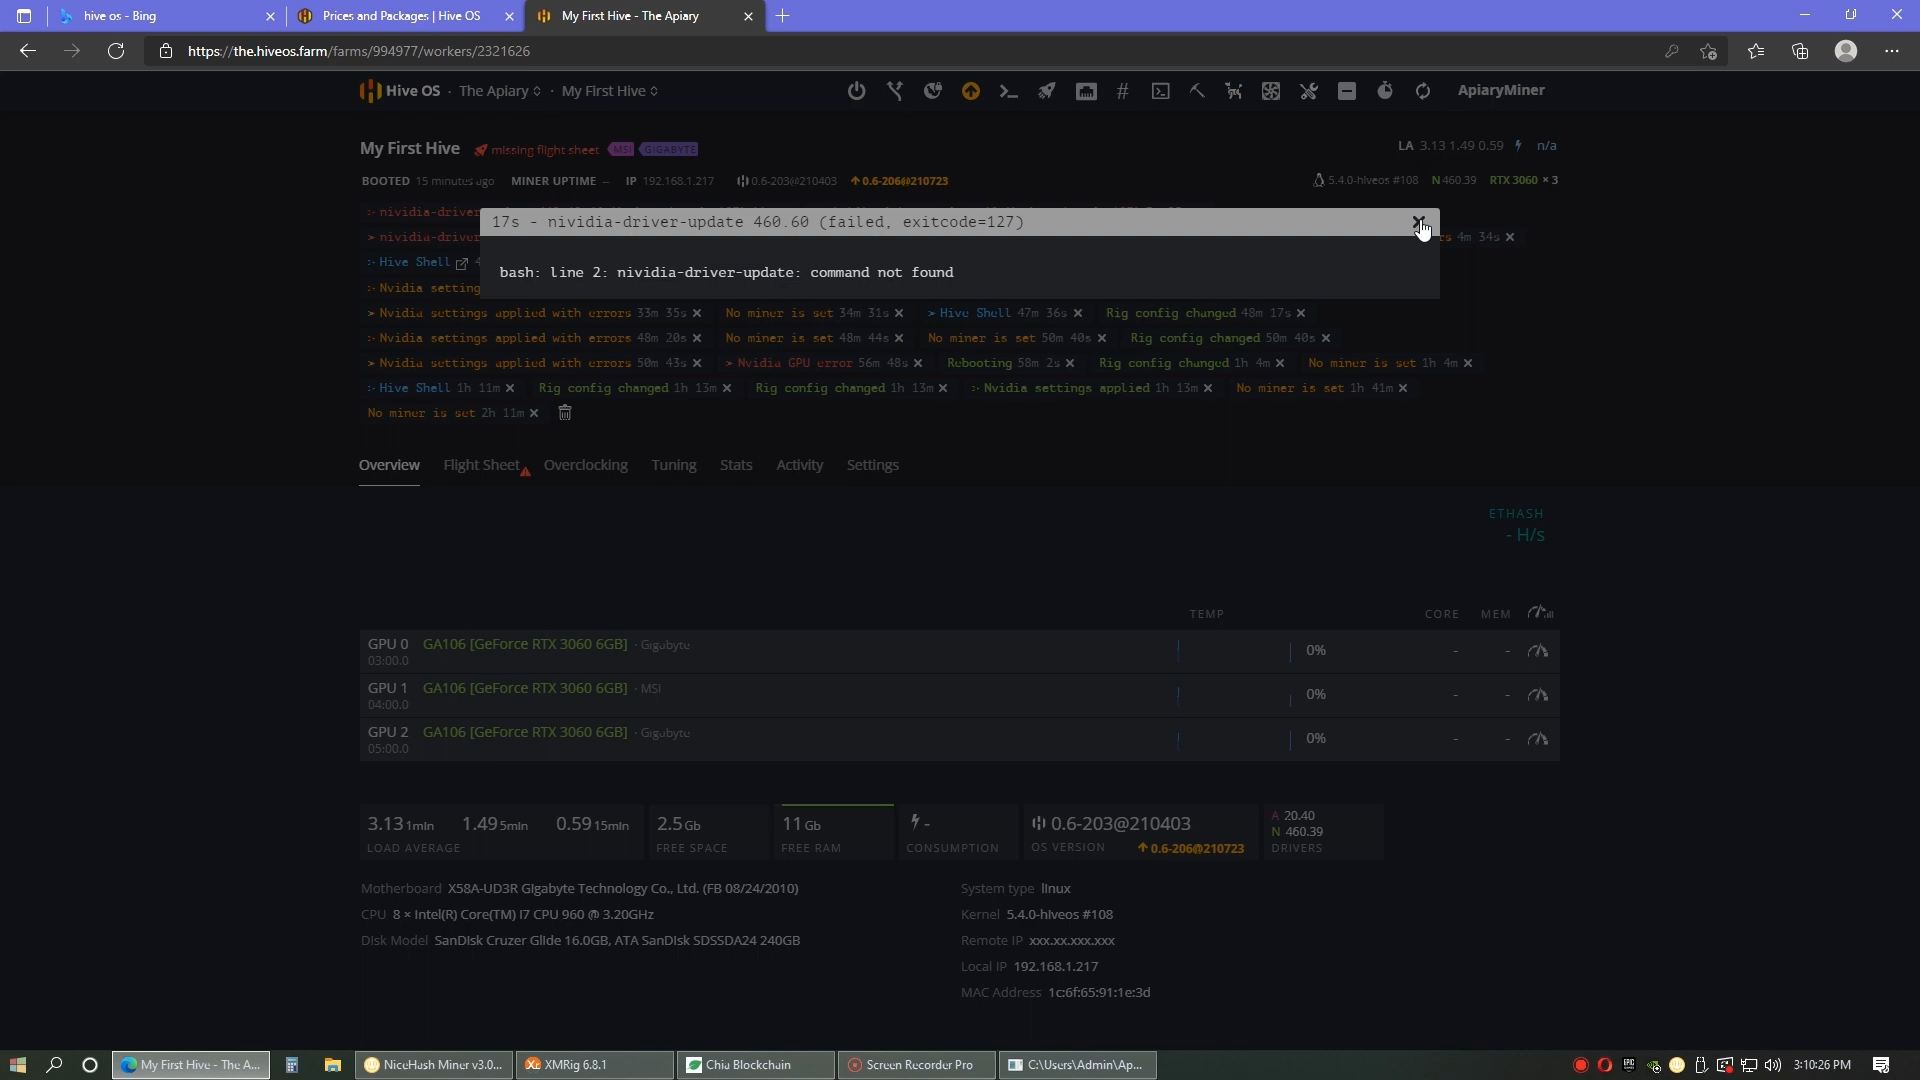 hive os - Bing
Prices and Packages | Hive OS
My First Hive - The Apiary
https://the.hiveos.farm/farms/994977/workers/2321626
Hive OS · The Apiary · My First Hive
ApiaryMiner
My First Hive missing flight sheet MSI GIGABYTE
LA 3.13 1.49 0.59 n/a
BOOTED 15 minutes ago MINER UPTIME – IP 192.168.1.217 0.6-203@210403 0.6-206@210723
5.4.0-hiveos #108 N 460.39 RTX 3060 × 3
nividia-driver
17s - nividia-driver-update 460.60 (failed, exitcode=127)
nividia-driver
4m 34s
Hive Shell
bash: line 2: nividia-driver-update: command not found
Nvidia setting
Nvidia settings applied with errors 33m 35s No miner is set 34m 31s Hive Shell 47m 36s Rig config changed 48m 17s
Nvidia settings applied with errors 48m 20s No miner is set 48m 44s No miner is set 50m 40s Rig config changed 50m 40s
Nvidia settings applied with errors 50m 43s Nvidia GPU error 56m 48s Rebooting 58m 2s Rig config changed 1h 4m No miner is set 1h 4m
Hive Shell 1h 11m Rig config changed 1h 13m Rig config changed 1h 13m Nvidia settings applied 1h 13m No miner is set 1h 41m
No miner is set 2h 11m
Overview Flight Sheet Overclocking Tuning Stats Activity Settings
ETHASH
- H/s
TEMP CORE MEM
GPU 0 GA106 [GeForce RTX 3060 6GB] · Gigabyte 0% - -
03:00.0
GPU 1 GA106 [GeForce RTX 3060 6GB] · MSI 0% - -
04:00.0
GPU 2 GA106 [GeForce RTX 3060 6GB] · Gigabyte 0% - -
05:00.0
3.13 1min 1.49 5min 0.59 15min
LOAD AVERAGE
2.5 Gb
FREE SPACE
11 Gb
FREE RAM
-
CONSUMPTION
0.6-203@210403
OS VERSION 0.6-206@210723
A 20.40
N 460.39
DRIVERS
Motherboard X58A-UD3R Gigabyte Technology Co., Ltd. (FB 08/24/2010)
CPU 8 × Intel(R) Core(TM) i7 CPU 960 @ 3.20GHz
Disk Model SanDisk Cruzer Glide 16.0GB, ATA SanDisk SDSSDA24 240GB
System type linux
Kernel 5.4.0-hiveos #108
Remote IP xxx.xx.xxx.xxx
Local IP 192.168.1.217
MAC Address 1c:6f:65:91:1e:3d
My First Hive - The A...
NiceHash Miner v3.0...
XMRig 6.8.1
Chia Blockchain
Screen Recorder Pro
C:\Users\Admin\Ap...
3:10:26 PM